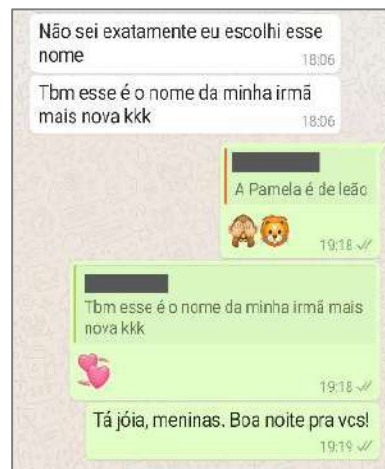 Não sei exatamente eu escolhi esse
nome
18:06
Tbm esse é o nome da minha irmã
mais nova kkk
18:06
A Pamela é de leão
19:18
Tbm esse é o nome da minha irmã mais
nova kkk
19:18
Tá jóia, meninas. Boa noite pra vcs!
19:19